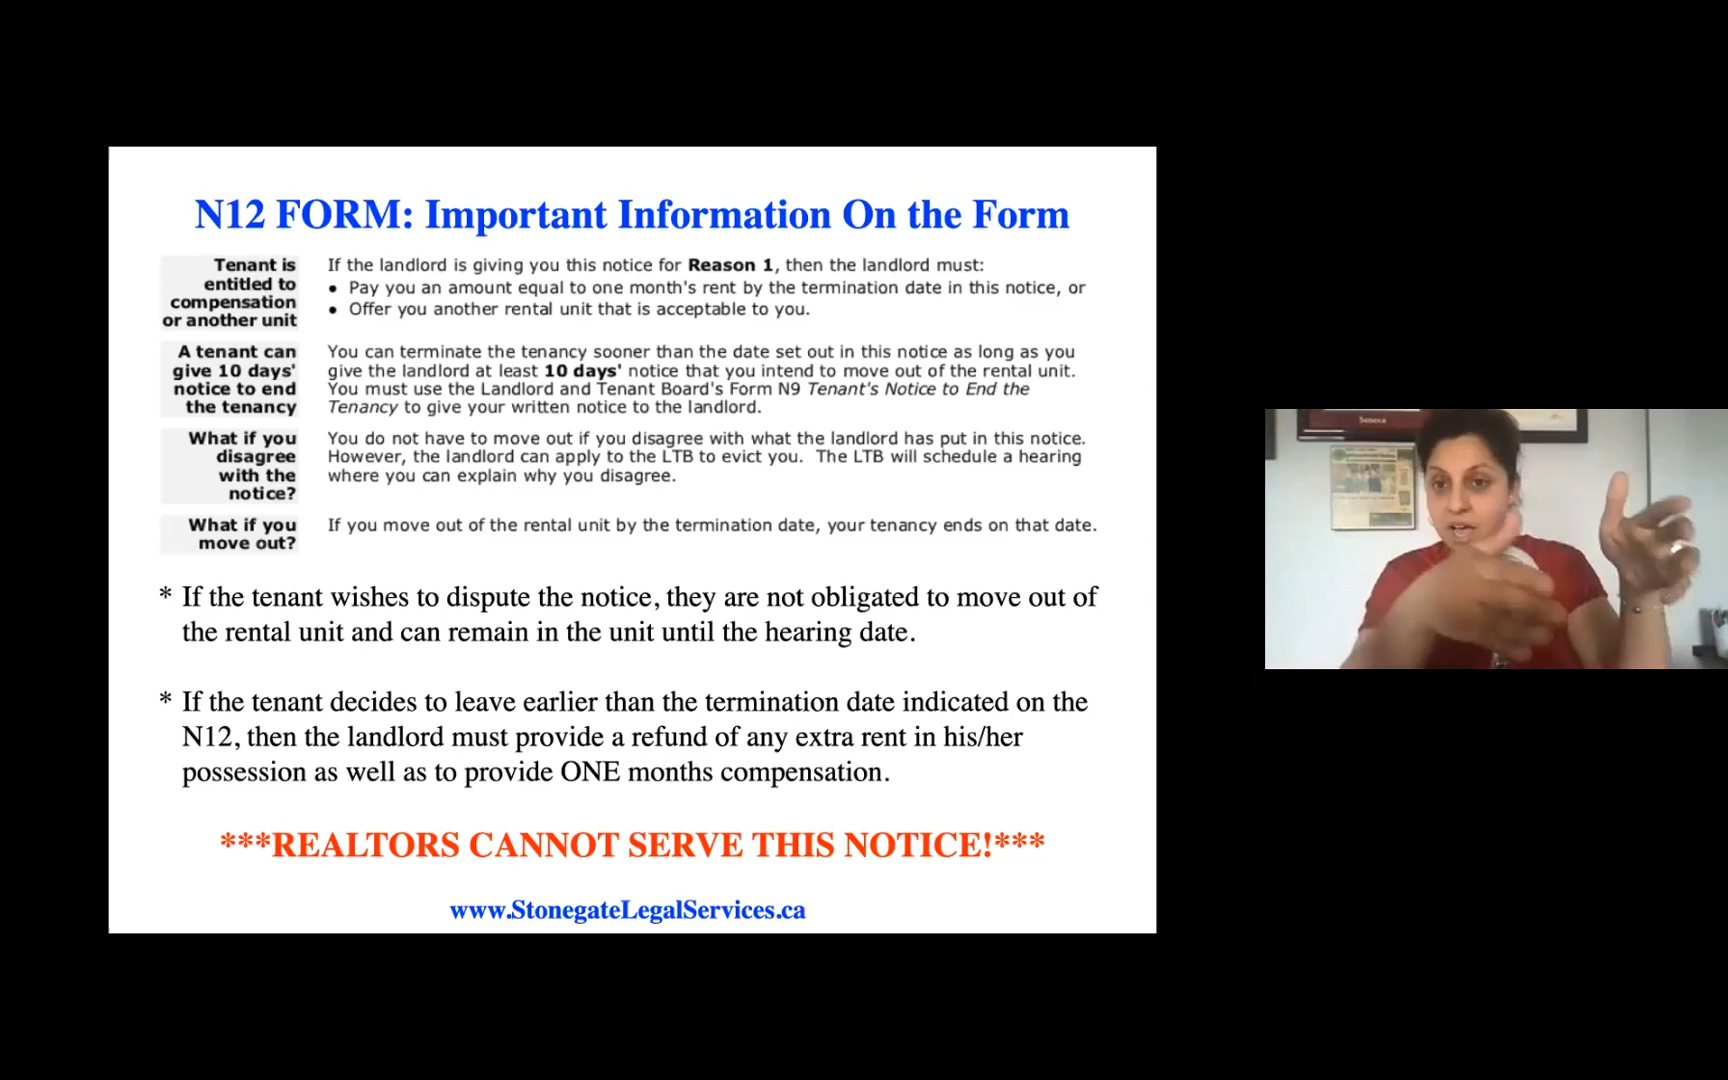 N12 FORM: Important Information On the Form
Tenant is
entitled to
compensation
or another unit
If the landlord is giving you this notice for Reason 1, then the landlord must:
• Pay you an amount equal to one month's rent by the termination date in this notice, or
• Offer you another rental unit that is acceptable to you.
A tenant can
give 10 days'
notice to end
the tenancy
You can terminate the tenancy sooner than the date set out in this notice as long as you
give the landlord at least 10 days' notice that you intend to move out of the rental unit.
You must use the Landlord and Tenant Board's Form N9 Tenant's Notice to End the
Tenancy to give your written notice to the landlord.
What if you
disagree
with the
notice?
You do not have to move out if you disagree with what the landlord has put in this notice.
However, the landlord can apply to the LTB to evict you.  The LTB will schedule a hearing
where you can explain why you disagree.
What if you
move out?
If you move out of the rental unit by the termination date, your tenancy ends on that date.
* If the tenant wishes to dispute the notice, they are not obligated to move out of
the rental unit and can remain in the unit until the hearing date.
* If the tenant decides to leave earlier than the termination date indicated on the
N12, then the landlord must provide a refund of any extra rent in his/her
possession as well as to provide ONE months compensation.
***REALTORS CANNOT SERVE THIS NOTICE!***
www.StonegateLegalServices.ca
Seneca